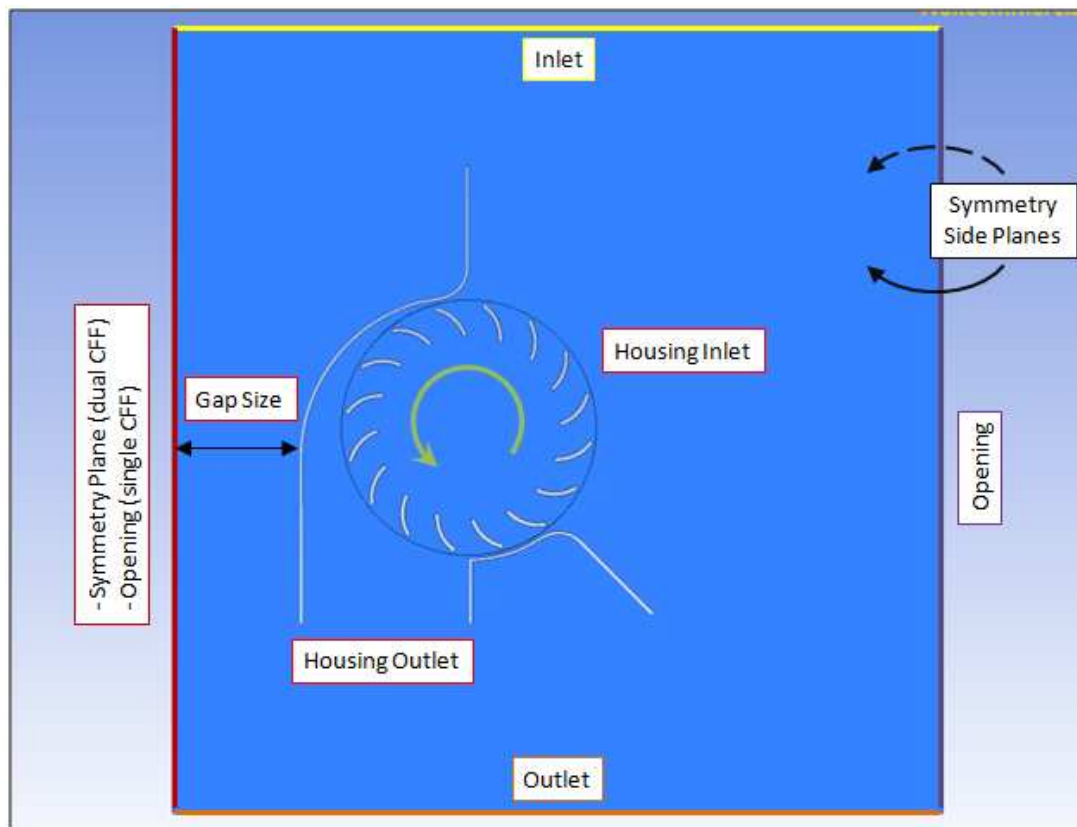 Inlet
Symmetry
Side Planes
Housing Inlet
Gap Size
- Symmetry Plane (dual CFF)
- Opening (single CFF)
Opening
Housing Outlet
Outlet